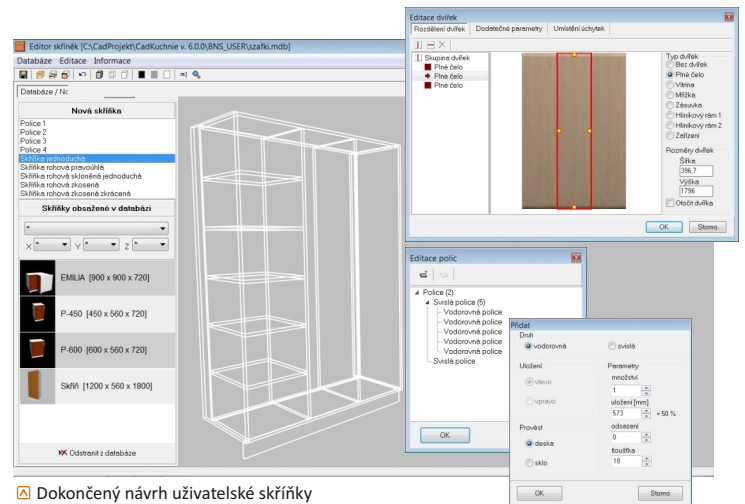 Editor skříněk [C:\CadProjekt\CadKuchnie v. 6.0.0\BNS_USER\szafki.mdb]
Databáze Editace Informace
Databáze / No
Nová skříňka
Police 1
Police 2
Police 3
Police 4
Skříňka jednoduchá
Skříňka rohová pravoúhlá
Skříňka rohová skloněná jednoduchá
Skříňka rohová zkosená
Skříňka rohová zkosená zkrácená
Skříňky obsažené v databázi
*
X * Y * Z *
EMILIA [900 x 900 x 720]
P-450 [450 x 560 x 720]
P-600 [600 x 560 x 720]
Skříň [1200 x 560 x 1800]
Odstranit z databáze
Editace dvířek
Rozdělení dvířek Dodatečné parametry Umístění úchytek
Skupina dvířek
Plné čelo
Plné čelo
Plné čelo
Typ dvířek
Bez dvířek
Plné čelo
Vitrína
Mřížka
Zásuvka
Hliníkový rám 1
Hliníkový rám 2
Zařízení
Rozměry dvířek
Šířka
396,7
Výška
1796
Otočit dvířka
OK Storno
Editace polic
Police (2)
Svislá police (5)
Vodorovná police
Vodorovná police
Vodorovná police
Vodorovná police
Vodorovná police
Svislá police
OK
Přidat
Druh
vodorovná svislá
Uložení
vlevo
vpravo
Provést
deska
sklo
Parametry
množství
1
uložení [mm]
573 = 50 %
odsazení
0
tloušťka
18
OK Storno
Dokončený návrh uživatelské skříňky